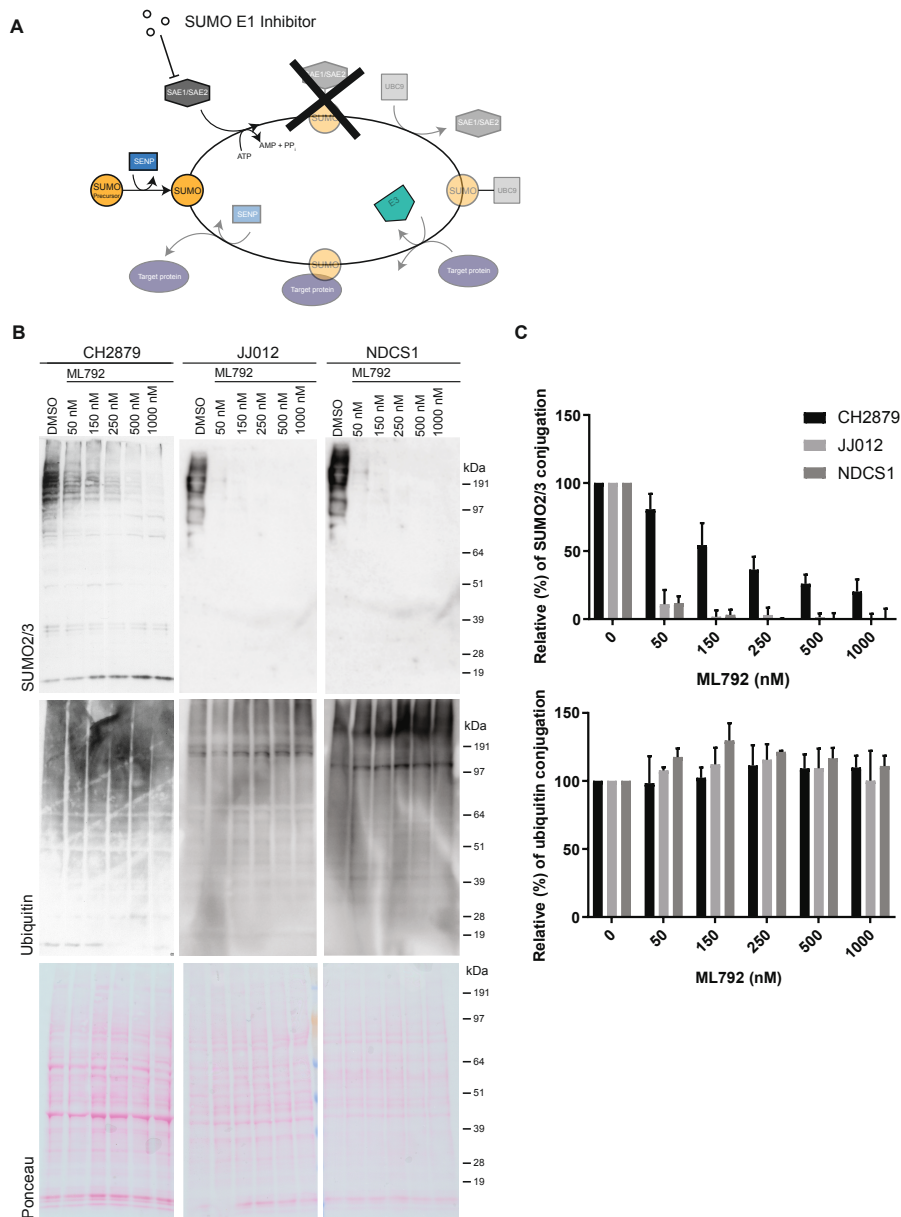 A
SUMO E1 Inhibitor
SAE1/SAE2
SAE1/SAE2
SUMO
UBC9
SAE1/SAE2
ATP
AMP + PPi
SENP
SUMO
Precursor
SUMO
SENP
E3
SUMO
UBC9
Target protein
SUMO
Target protein
Target protein
B
CH2879
JJ012
NDCS1
ML792
ML792
ML792
DMSO
50 nM
150 nM
250 nM
500 nM
1000 nM
DMSO
50 nM
150 nM
250 nM
500 nM
1000 nM
DMSO
50 nM
150 nM
250 nM
500 nM
1000 nM
SUMO2/3
kDa
191
97
64
51
39
28
19
Ubiquitin
kDa
191
97
64
51
39
28
19
Ponceau
kDa
191
97
64
51
39
28
19
C
Relative (%) of SUMO2/3 conjugation
150
100
50
0
CH2879
JJ012
NDCS1
0
50
150
250
500
1000
ML792 (nM)
Relative (%) of ubiquitin conjugation
150
100
50
0
0
50
150
250
500
1000
ML792 (nM)